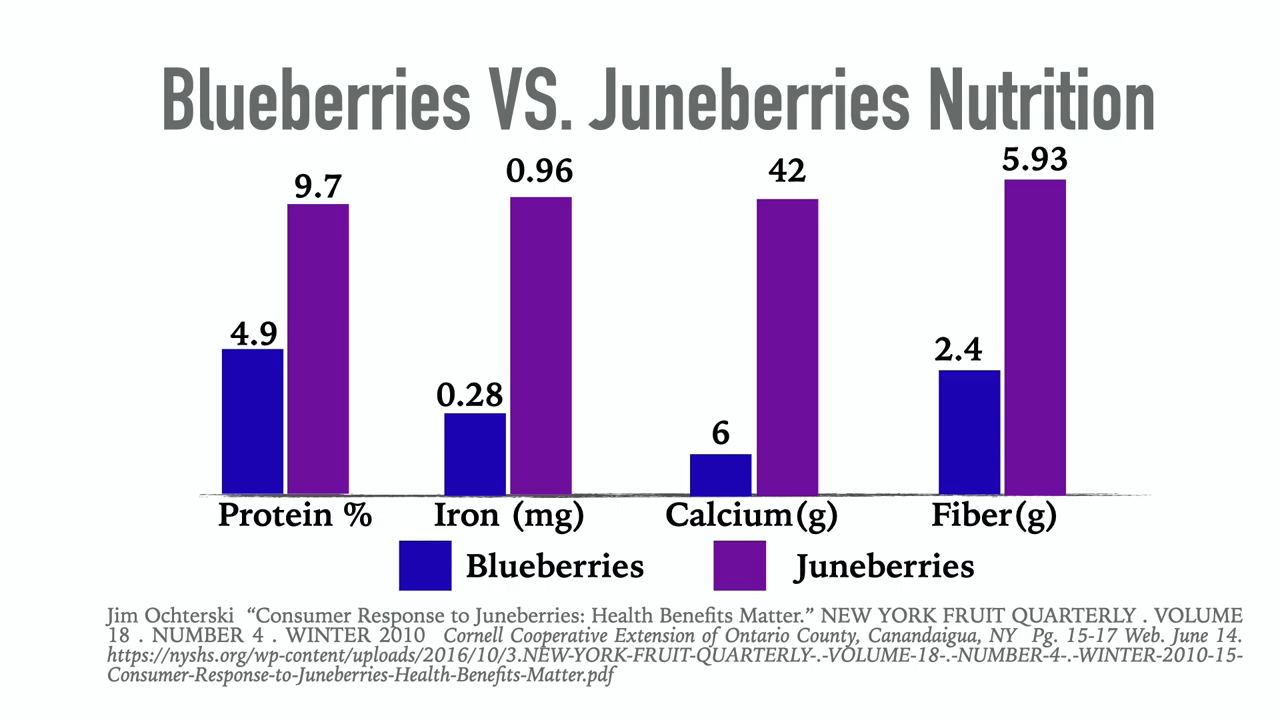 Blueberries VS. Juneberries Nutrition
9.7 0.96 42 5.93
4.9 0.28 6 2.4
Protein % Iron (mg) Calcium(g) Fiber(g)
Blueberries Juneberries
Jim Ochterski “Consumer Response to Juneberries: Health Benefits Matter.” NEW YORK FRUIT QUARTERLY . VOLUME
18 . NUMBER 4 . WINTER 2010 Cornell Cooperative Extension of Ontario County, Canandaigua, NY Pg. 15-17 Web. June 14.
https://nyshs.org/wp-content/uploads/2016/10/3.NEW-YORK-FRUIT-QUARTERLY-.-VOLUME-18-.-NUMBER-4-.-WINTER-2010-15-
Consumer-Response-to-Juneberries-Health-Benefits-Matter.pdf